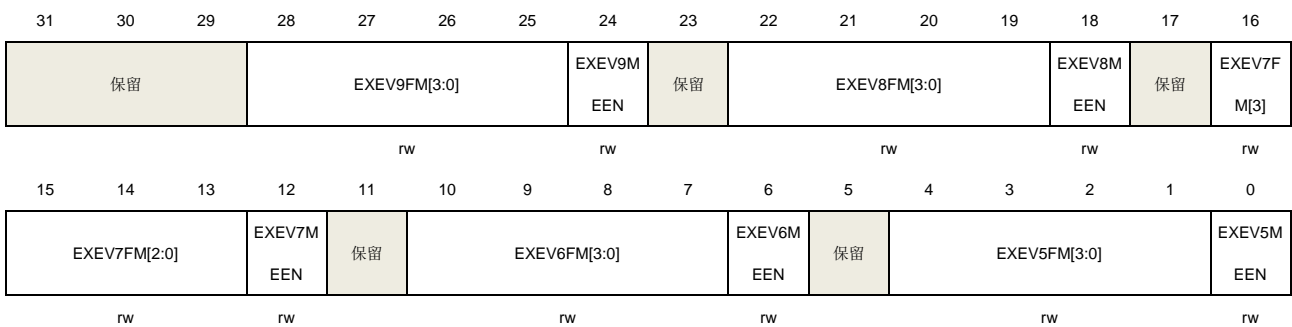 31 30 29 28 27 26 25 24 23 22 21 20 19 18 17 16
保留 EXEV9FM[3:0] EXEV9M EEN 保留 EXEV8FM[3:0] EXEV8M EEN 保留 EXEV7F M[3]
rw rw rw rw rw
15 14 13 12 11 10 9 8 7 6 5 4 3 2 1 0
EXEV7FM[2:0] EXEV7M EEN 保留 EXEV6FM[3:0] EXEV6M EEN 保留 EXEV5FM[3:0] EXEV5M EEN
rw rw rw rw rw rw